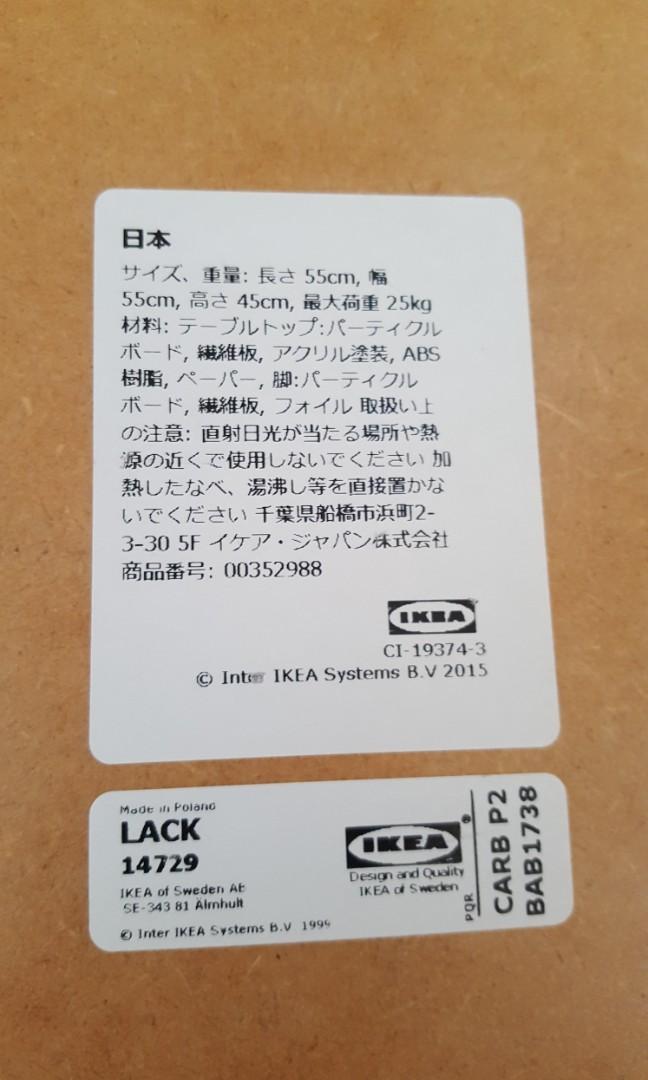 日本
サイズ、重量: 長さ 55cm, 幅
55cm, 高さ 45cm, 最大荷重 25kg
材料: テーブルトップ:パーティクル
ボード, 繊維板, アクリル塗装, ABS
樹脂, ペーパー, 脚:パーティクル
ボード, 繊維板, フォイル 取扱い上
の注意: 直射日光が当たる場所や熱
源の近くで使用しないでください 加
熱したなべ、湯沸し等を直接置かな
いでください 千葉県船橋市浜町2-
3-30 5F イケア・ジャパン株式会社
商品番号: 00352988
IKEA
CI-19374-3
© Inter IKEA Systems B.V 2015
Made in Poland
LACK
14729
IKEA of Sweden AB
SE-343 81 Älmhult
© Inter IKEA Systems B.V 1999
IKEA®
Design and Quality
IKEA of Sweden
PQR
CARB P2
BAB1738